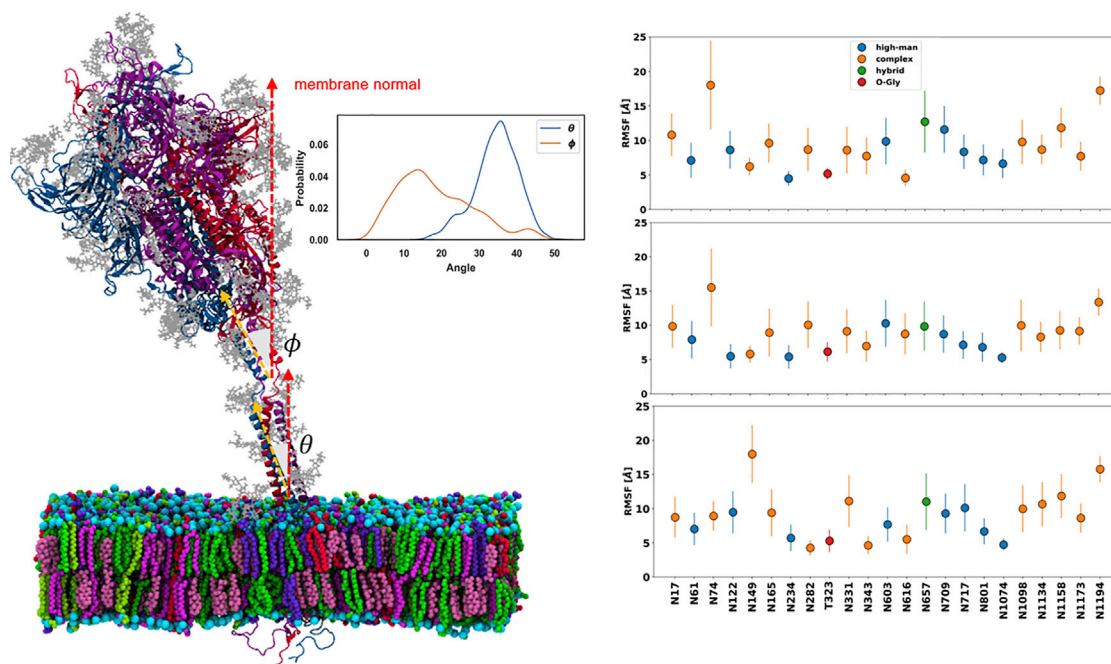 membrane normal
θ
ϕ
0.06
0.04
0.02
0.00
Probability
0
10
20
30
40
50
Angle
ϕ
θ
high-man
complex
hybrid
O-Gly
25
20
15
10
5
0
RMSF [Å]
25
20
15
10
5
0
RMSF [Å]
25
20
15
10
5
0
RMSF [Å]
N17
N61
N74
N122
N149
N165
N234
N282
T323
N331
N343
N603
N616
N657
N709
N717
N801
N1074
N1098
N1134
N1158
N1173
N1194